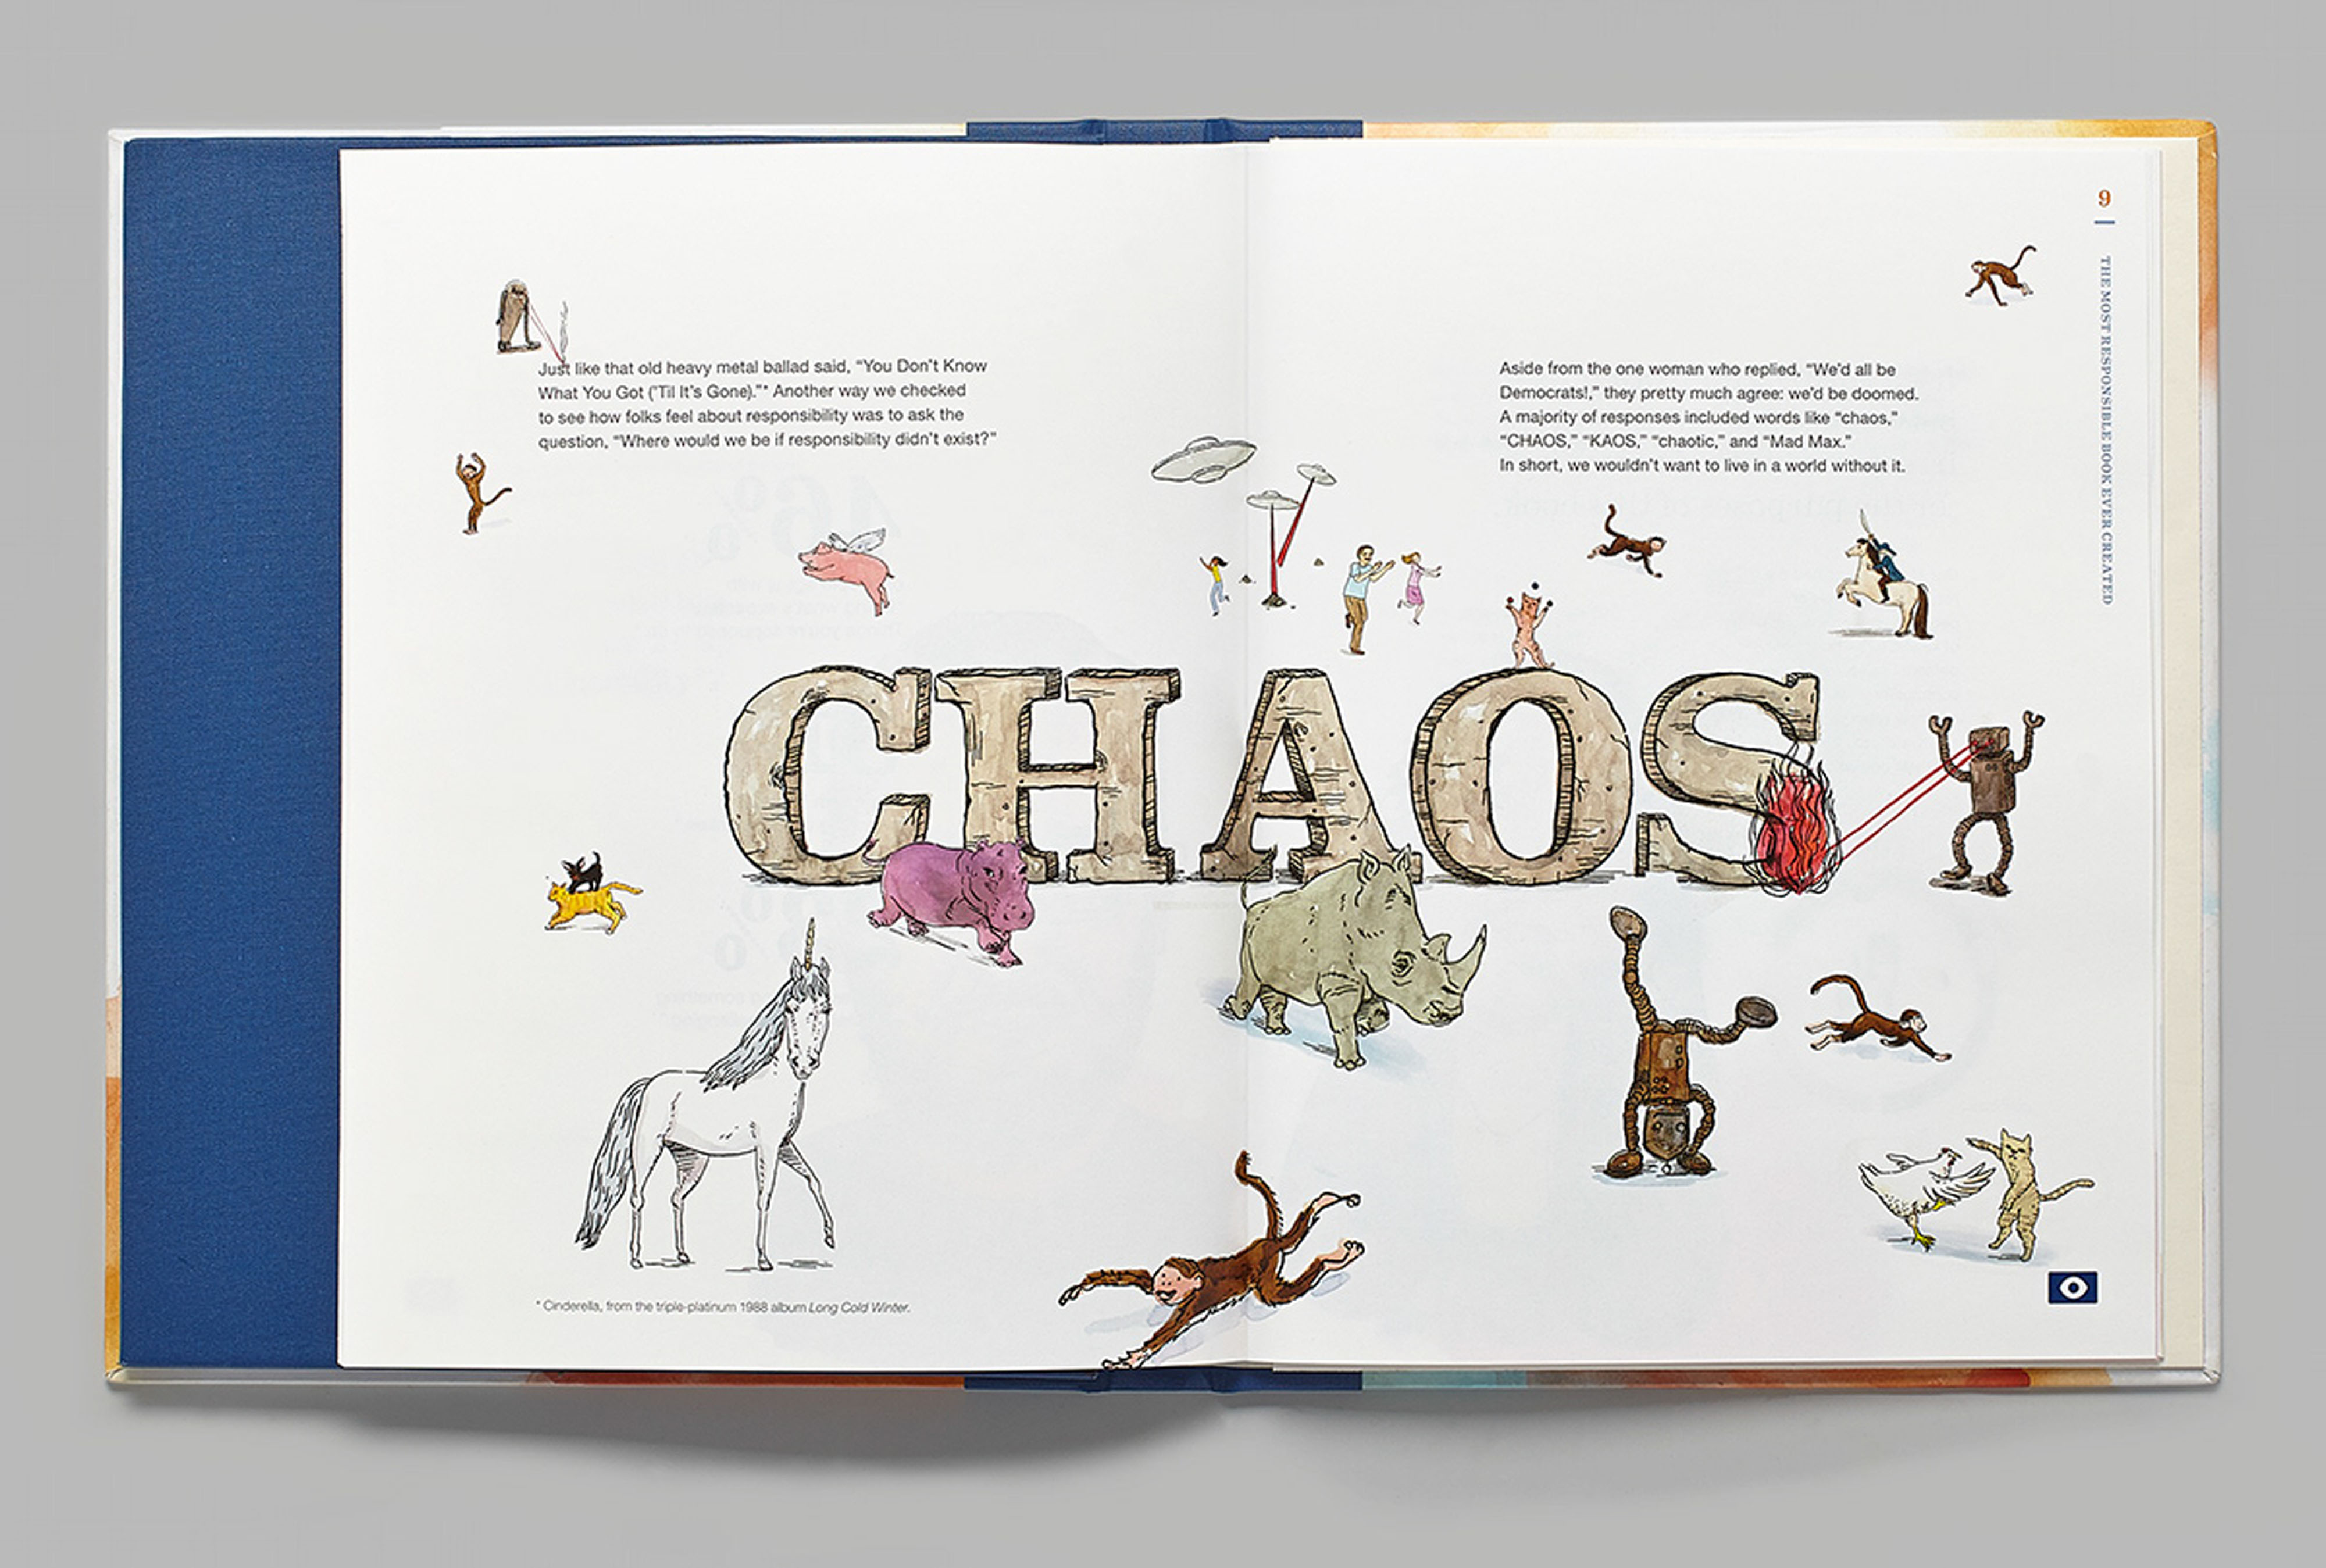 Just like that old heavy metal ballad said, “You Don’t Know
What You Got (’Til It’s Gone).”* Another way we checked
to see how folks feel about responsibility was to ask the
question, “Where would we be if responsibility didn’t exist?”
* Cinderella, from the triple-platinum 1988 album Long Cold Winter.
CHAOS
Aside from the one woman who replied, “We’d all be
Democrats!,” they pretty much agree: we’d be doomed.
A majority of responses included words like “chaos,”
“CHAOS,” “KAOS,” “chaotic,” and “Mad Max.”
In short, we wouldn’t want to live in a world without it.
9
THE MOST RESPONSIBLE BOOK EVER CREATED